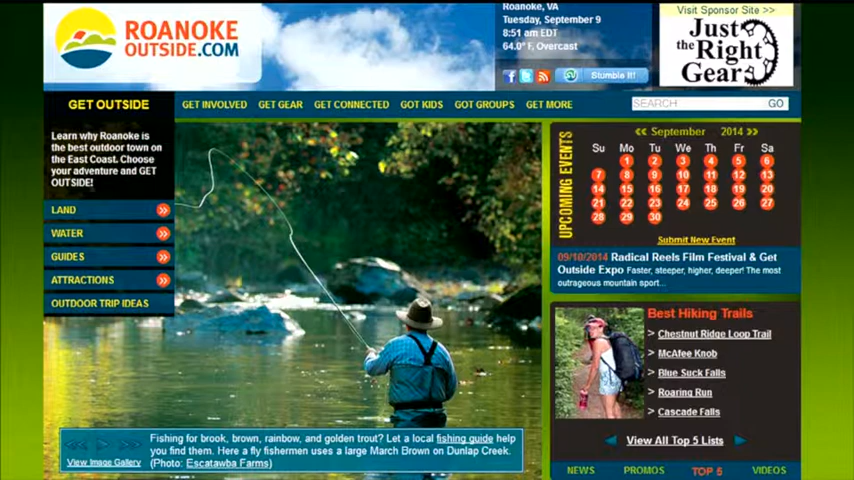 ROANOKE
OUTSIDE.COM
Roanoke, VA
Tuesday, September 9
8:51 am EDT
64.0° F, Overcast
Stumble It!
Visit Sponsor Site >>
Just
the Right
Gear
GET OUTSIDE
GET INVOLVED GET GEAR GET CONNECTED GOT KIDS GOT GROUPS GET MORE
SEARCH GO
Learn why Roanoke is
the best outdoor town on
the East Coast. Choose
your adventure and GET
OUTSIDE!
LAND
WATER
GUIDES
ATTRACTIONS
OUTDOOR TRIP IDEAS
Fishing for brook, brown, rainbow, and golden trout? Let a local fishing guide help
you find them. Here a fly fishermen uses a large March Brown on Dunlap Creek.
(Photo: Escatawba Farms)
View Image Gallery
UPCOMING EVENTS
« September 2014 »
Su Mo Tu We Th Fr Sa
1 2 3 4 5 6
7 8 9 10 11 12 13
14 15 16 17 18 19 20
21 22 23 24 25 26 27
28 29 30
Submit New Event
09/10/2014 Radical Reels Film Festival & Get
Outside Expo Faster, steeper, higher, deeper! The most
outrageous mountain sport...
Best Hiking Trails
> Chestnut Ridge Loop Trail
> McAfee Knob
> Blue Suck Falls
> Roaring Run
> Cascade Falls
View All Top 5 Lists
NEWS PROMOS TOP 5 VIDEOS